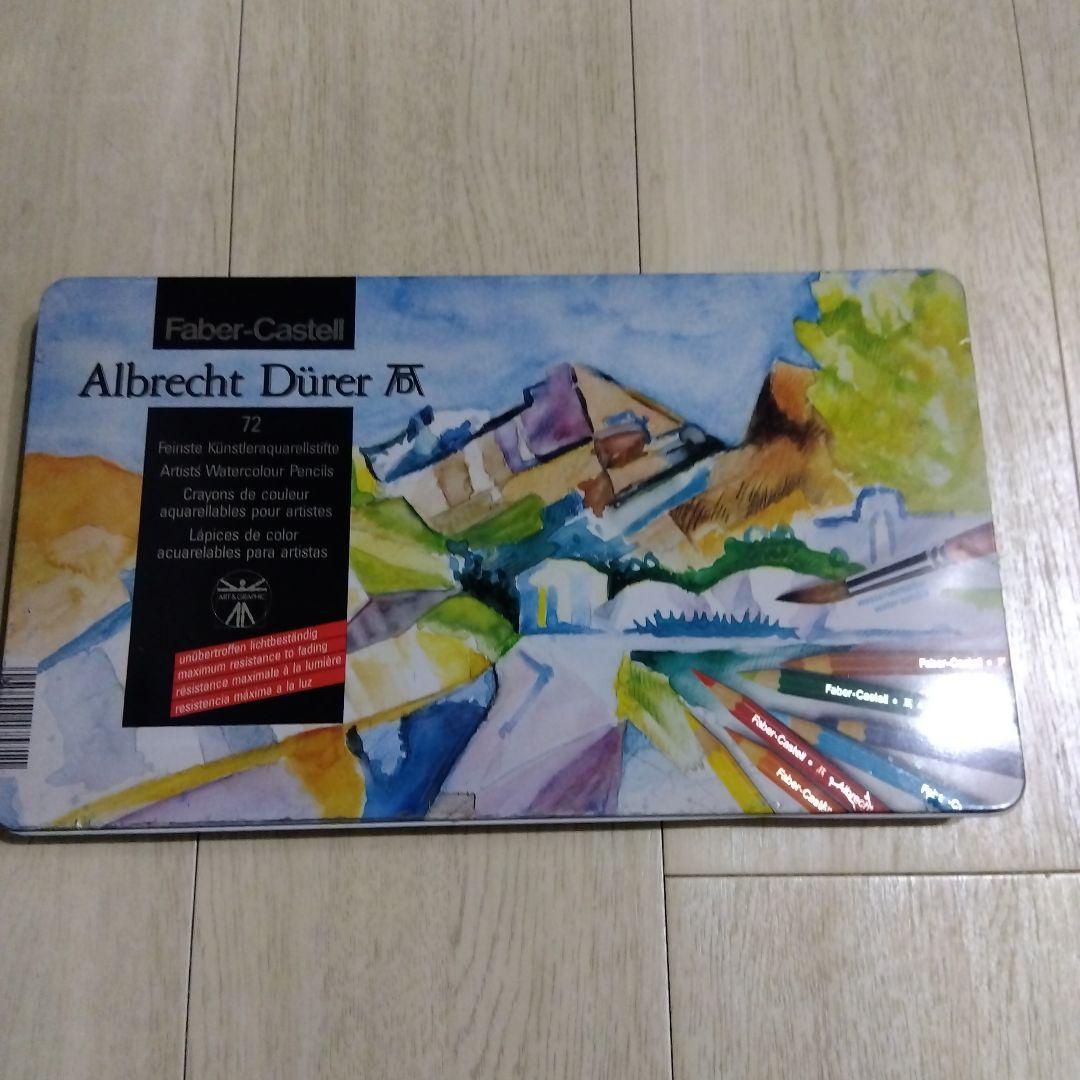 Faber-Castell
Albrecht Dürer
72
Feinste Künstleraquarellstifte
Artists' Watercolour Pencils
Crayons de couleur
aquarellables pour artistes
Lápices de color
acuarelables para artistas
ART & GRAPHIC
unübertroffen lichtbeständig
maximum resistance to fading
résistance maximale à la lumière
resistencia máxima a la luz
Faber-Castell
Faber-Castell
Faber-Castell
Albrech
Faber-Castell